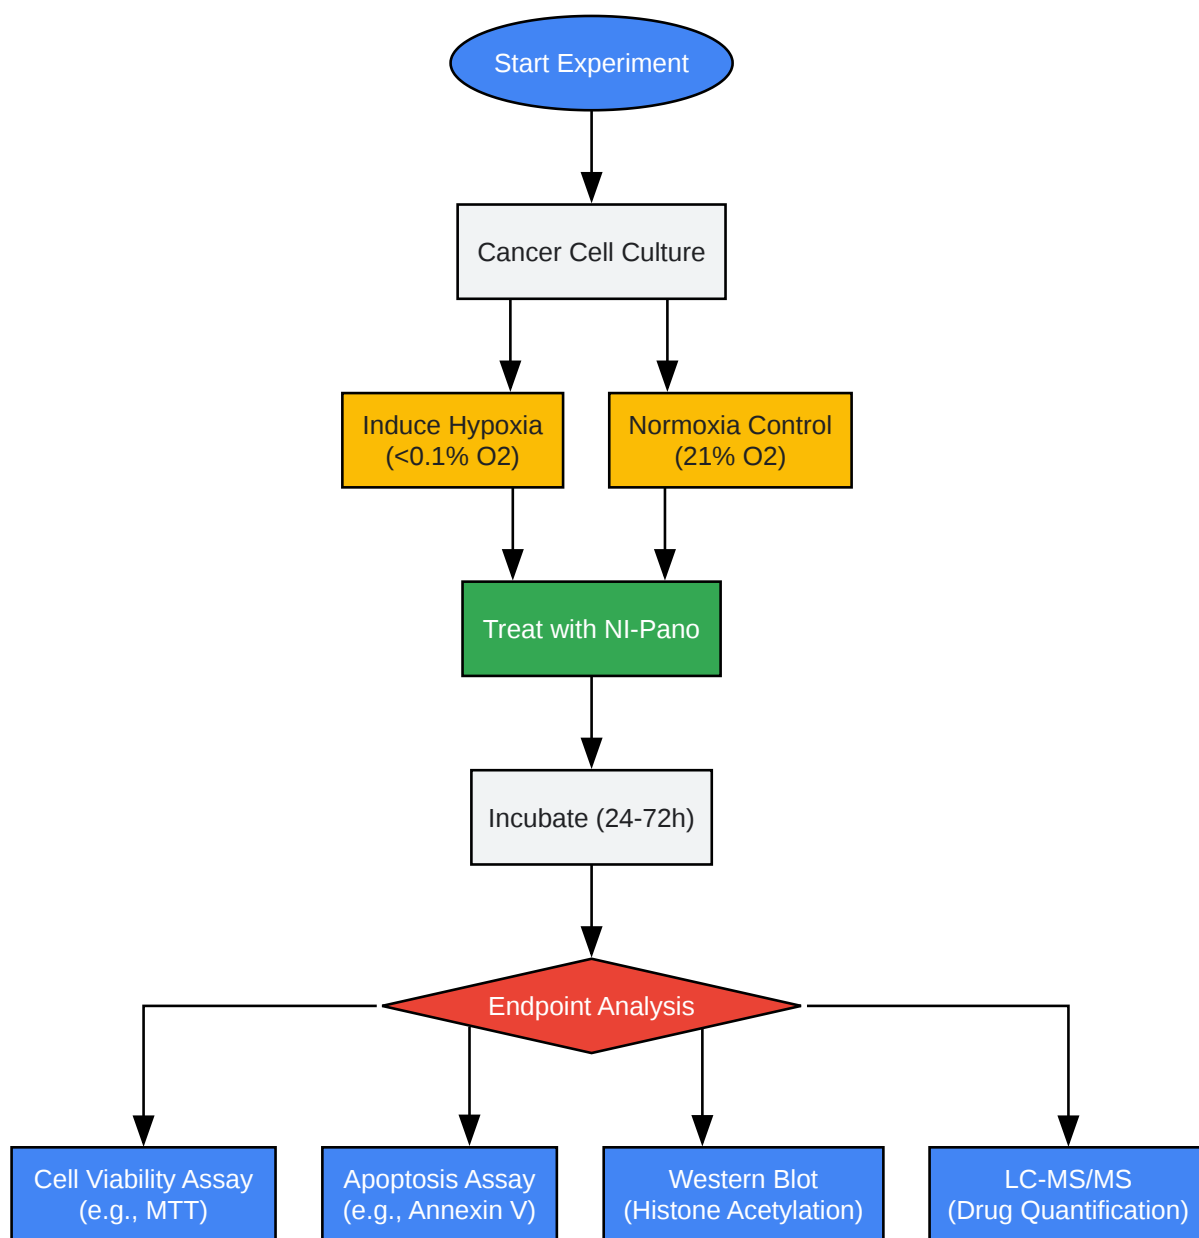 Start Experiment
Cancer Cell Culture
Induce Hypoxia
(<0.1% O2)
Normoxia Control
(21% O2)
Treat with NI-Pano
Incubate (24-72h)
Endpoint Analysis
Cell Viability Assay
(e.g., MTT)
Apoptosis Assay
(e.g., Annexin V)
Western Blot
(Histone Acetylation)
LC-MS/MS
(Drug Quantification)